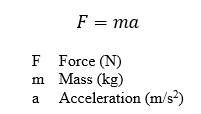 F = ma
F Force (N)
m Mass (kg)
a Acceleration (m/s²)